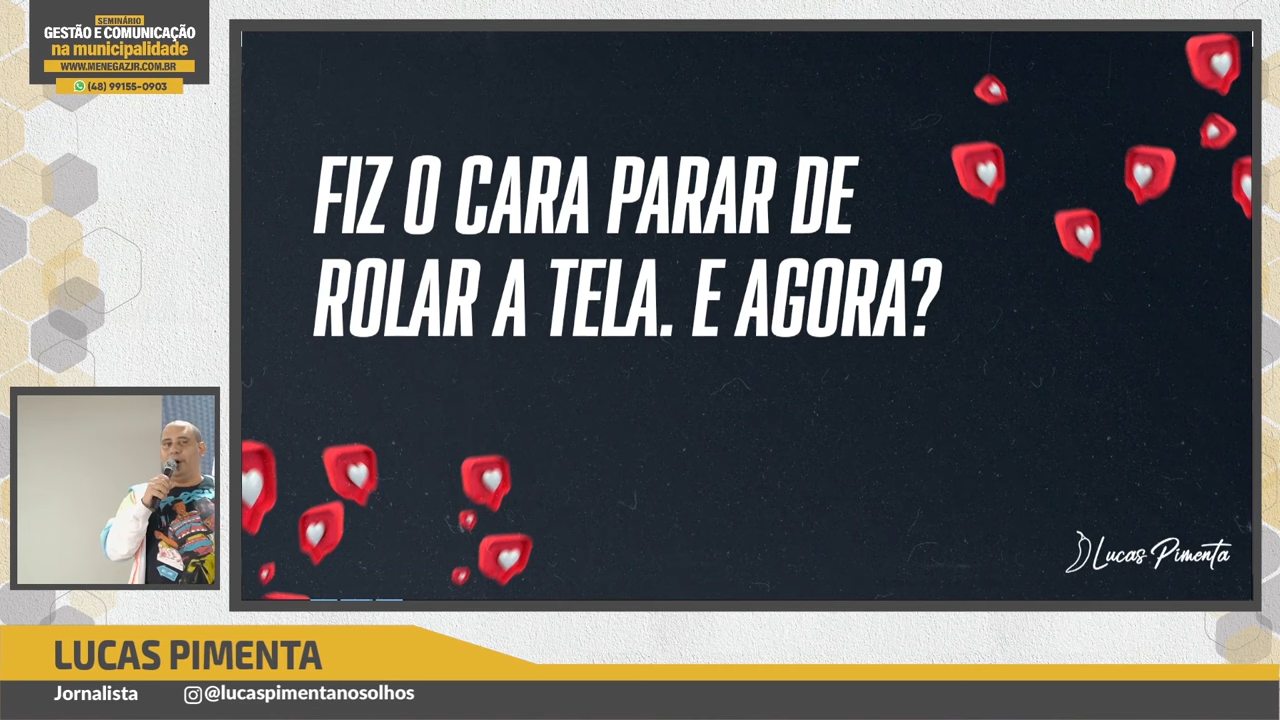 SEMINÁRIO
GESTÃO E COMUNICAÇÃO
na municipalidade
WWW.MENEGAZJR.COM.BR
(48) 99155-0903
FIZ O CARA PARAR DE
ROLAR A TELA. E AGORA?
Lucas Pimenta
LUCAS PIMENTA
Jornalista @lucaspimentanosolhos